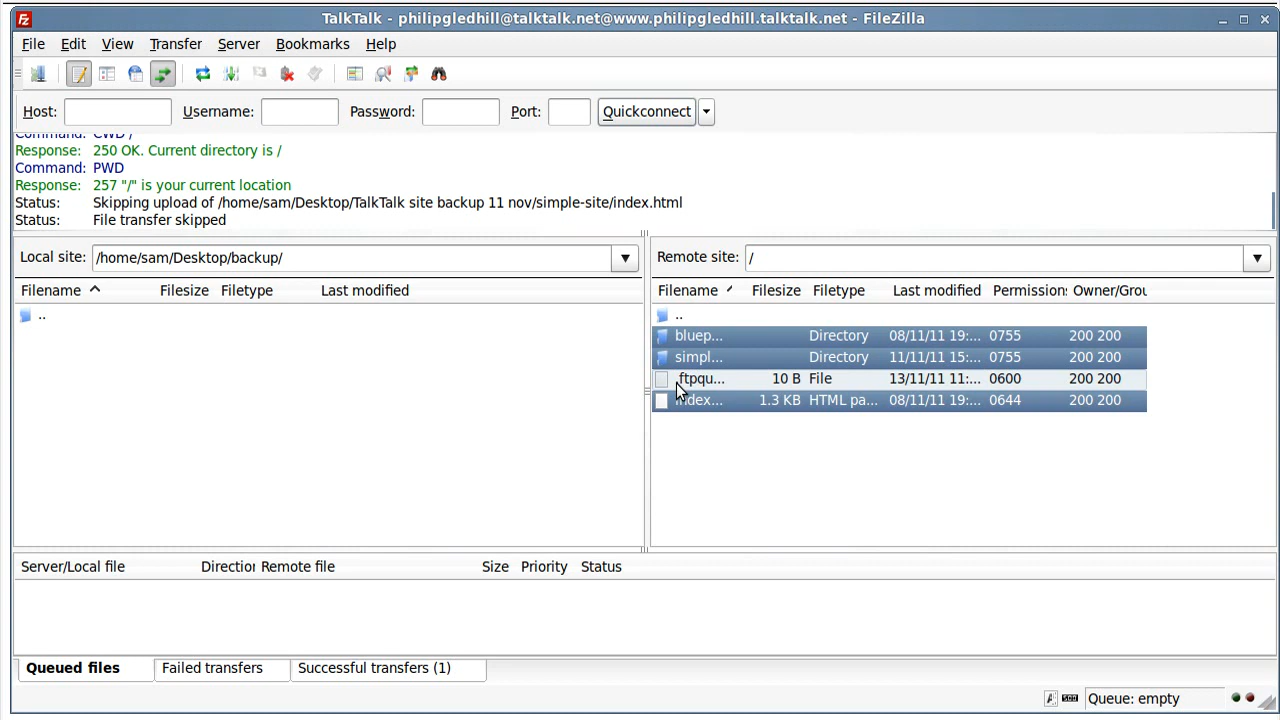 TalkTalk - philipgledhill@talktalk.net@www.philipgledhill.talktalk.net - FileZilla
File Edit View Transfer Server Bookmarks Help
Host: Username: Password: Port: Quickconnect
Command: CWD /
Response: 250 OK. Current directory is /
Command: PWD
Response: 257 "/" is your current location
Status: Skipping upload of /home/sam/Desktop/TalkTalk site backup 11 nov/simple-site/index.html
Status: File transfer skipped
Local site: /home/sam/Desktop/backup/
Filename Filesize Filetype Last modified
..
Remote site: /
Filename Filesize Filetype Last modified Permission: Owner/Grou
..
bluep... Directory 08/11/11 19:... 0755 200 200
simpl... Directory 11/11/11 15:... 0755 200 200
.ftpqu... 10 B File 13/11/11 11:... 0600 200 200
index... 1.3 KB HTML pa... 08/11/11 19:... 0644 200 200
Server/Local file Direction Remote file Size Priority Status
Queued files Failed transfers Successful transfers (1)
Queue: empty